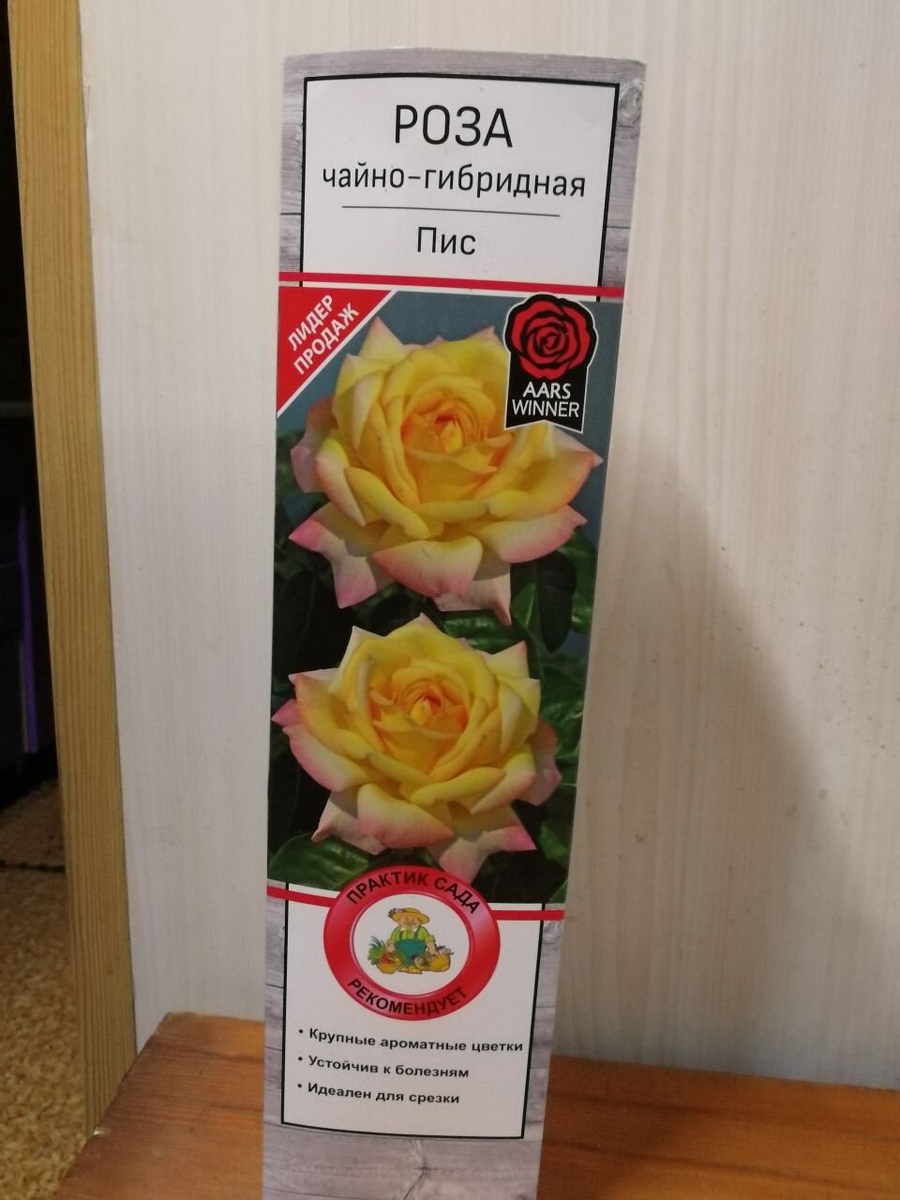 РОЗА
чайно-гибридная
Пис
ЛИДЕР
ПРОДАЖ
AARS
WINNER
ПРАКТИК САДА
РЕКОМЕНДУЕТ
• Крупные ароматные цветки
• Устойчив к болезням
• Идеален для срезки